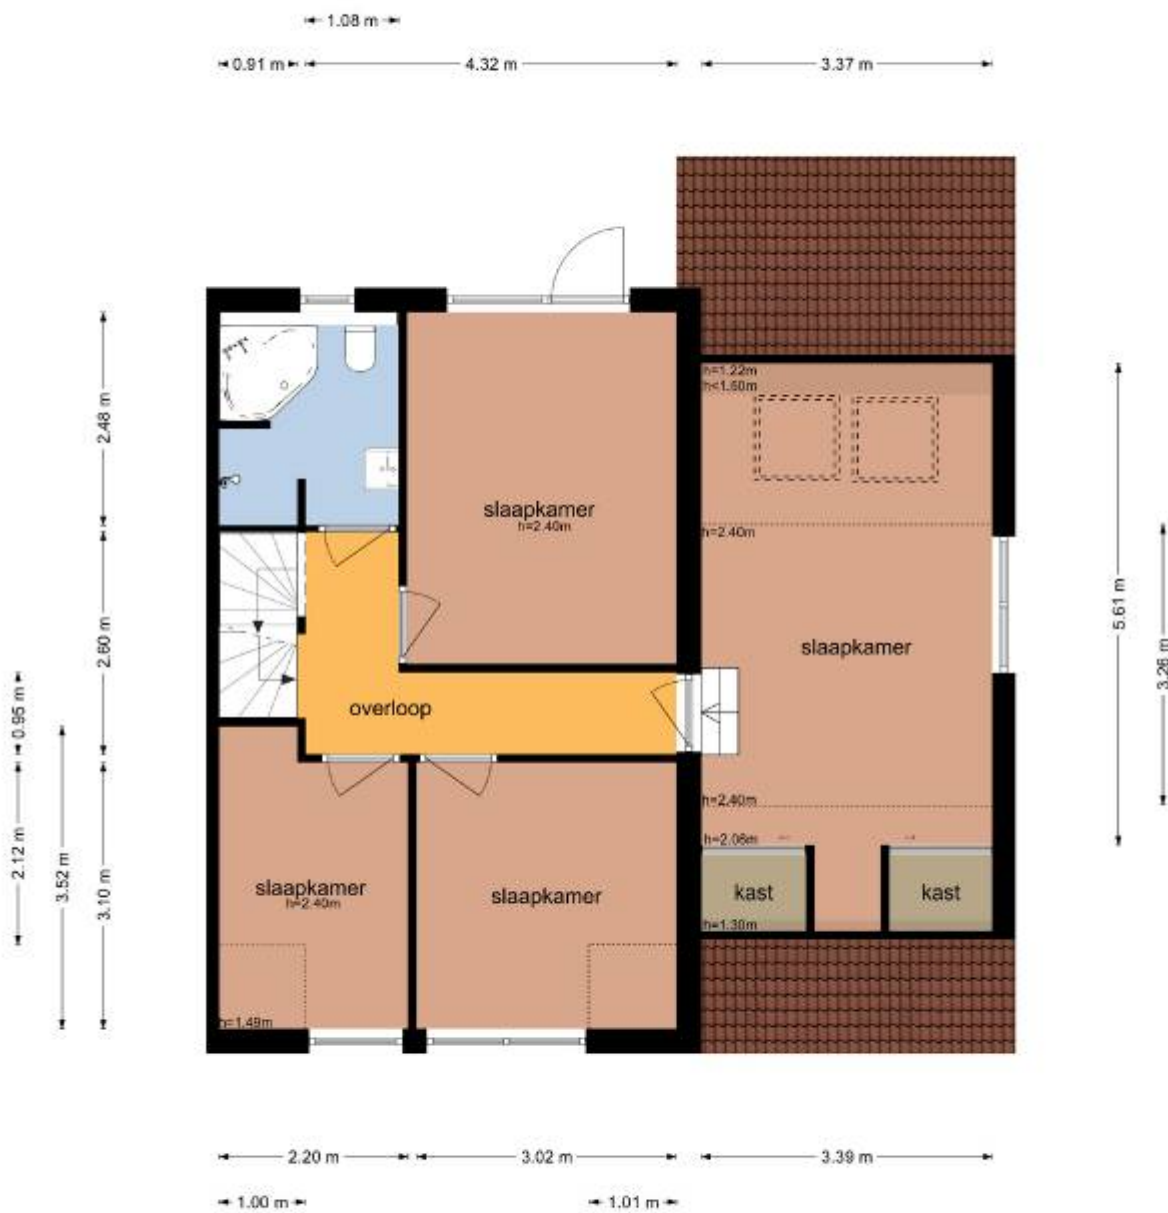 1.08 m
0.91 m
4.32 m
3.37 m
h=1.22m
h<1.50m
2.48 m
slaapkamer
h=2.40m
h=2.40m
5.61 m
3.26 m
2.60 m
slaapkamer
0.95 m
overloop
h=2.40m
h=2.06m
2.12 m
3.52 m
3.10 m
slaapkamer
h=2.40m
slaapkamer
kast
kast
h=1.30m
h=1.49m
2.20 m
3.02 m
3.39 m
1.00 m
1.01 m